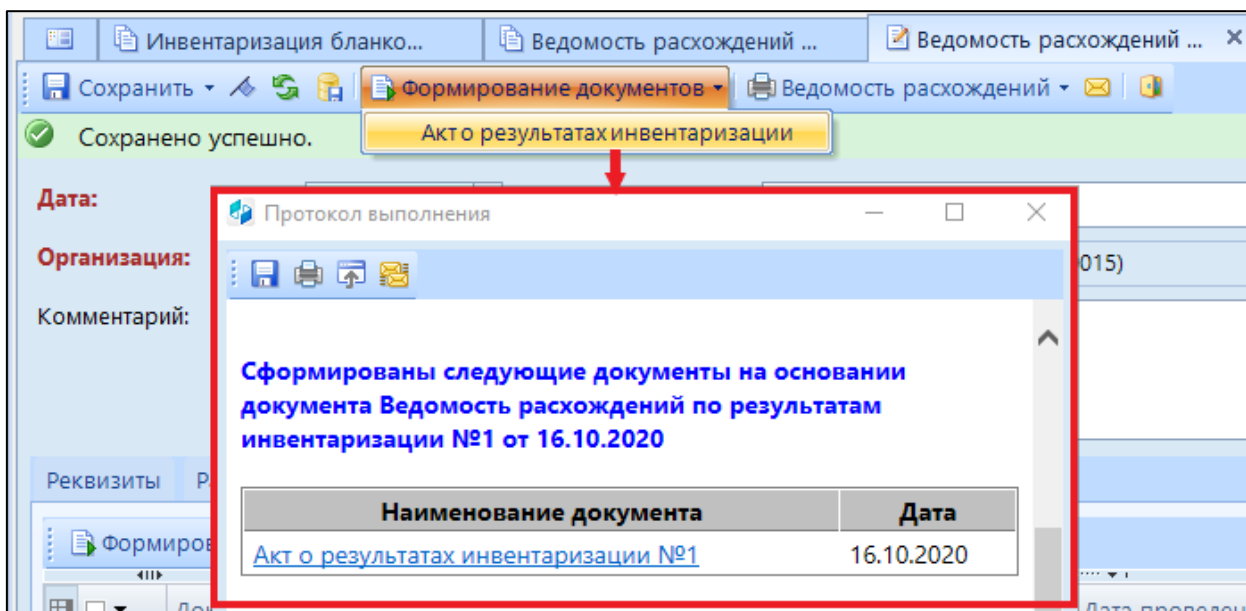 Инвентаризация бланко...
Ведомость расхождений ...
Ведомость расхождений ...
Сохранить
Формирование документов
Ведомость расхождений
Сохранено успешно.
Акт о результатах инвентаризации
Дата:
Протокол выполнения
Организация:
015)
Комментарий:
Сформированы следующие документы на основании
документа Ведомость расхождений по результатам
инвентаризации №1 от 16.10.2020
Реквизиты
Наименование документа Дата
Формиров
Акт о результатах инвентаризации №1 16.10.2020